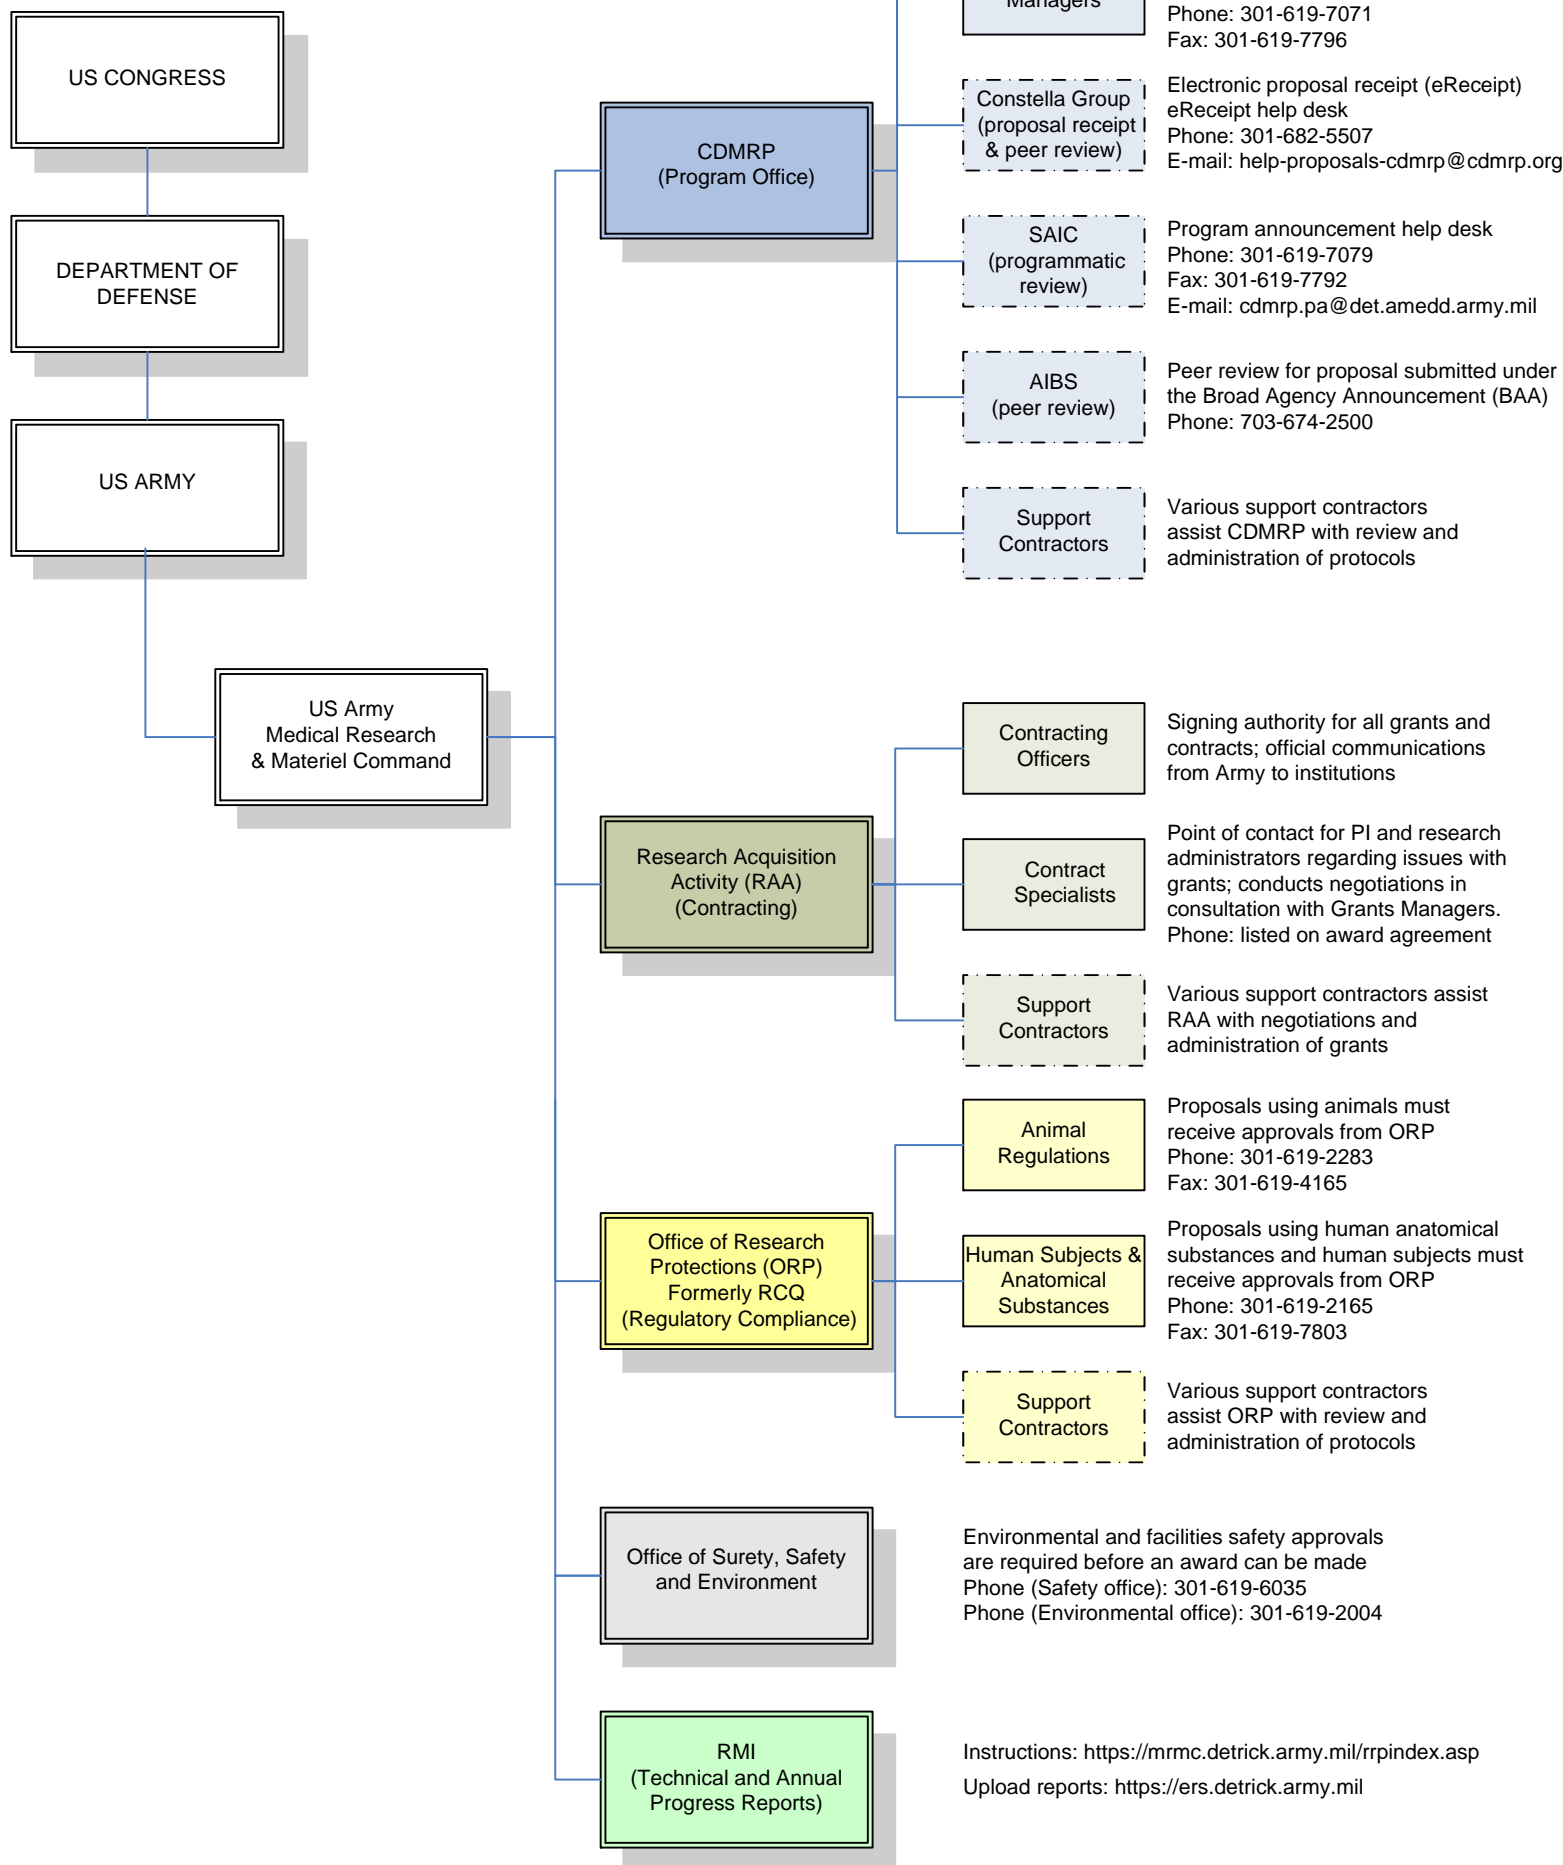 Managers
Phone: 301-619-7071
Fax: 301-619-7796
US CONGRESS
DEPARTMENT OF
DEFENSE
US ARMY
US Army
Medical Research
& Materiel Command
CDMRP
(Program Office)
Constella Group
(proposal receipt
& peer review)
Electronic proposal receipt (eReceipt)
eReceipt help desk
Phone: 301-682-5507
E-mail: help-proposals-cdmrp@cdmrp.org
SAIC
(programmatic
review)
Program announcement help desk
Phone: 301-619-7079
Fax: 301-619-7792
E-mail: cdmrp.pa@det.amedd.army.mil
AIBS
(peer review)
Peer review for proposal submitted under
the Broad Agency Announcement (BAA)
Phone: 703-674-2500
Support
Contractors
Various support contractors
assist CDMRP with review and
administration of protocols
Research Acquisition
Activity (RAA)
(Contracting)
Contracting
Officers
Signing authority for all grants and
contracts; official communications
from Army to institutions
Contract
Specialists
Point of contact for PI and research
administrators regarding issues with
grants; conducts negotiations in
consultation with Grants Managers.
Phone: listed on award agreement
Support
Contractors
Various support contractors assist
RAA with negotiations and
administration of grants
Office of Research
Protections (ORP)
Formerly RCQ
(Regulatory Compliance)
Animal
Regulations
Proposals using animals must
receive approvals from ORP
Phone: 301-619-2283
Fax: 301-619-4165
Human Subjects &
Anatomical
Substances
Proposals using human anatomical
substances and human subjects must
receive approvals from ORP
Phone: 301-619-2165
Fax: 301-619-7803
Support
Contractors
Various support contractors
assist ORP with review and
administration of protocols
Office of Surety, Safety
and Environment
Environmental and facilities safety approvals
are required before an award can be made
Phone (Safety office): 301-619-6035
Phone (Environmental office): 301-619-2004
RMI
(Technical and Annual
Progress Reports)
Instructions: https://mrmc.detrick.army.mil/rrpindex.asp
Upload reports: https://ers.detrick.army.mil